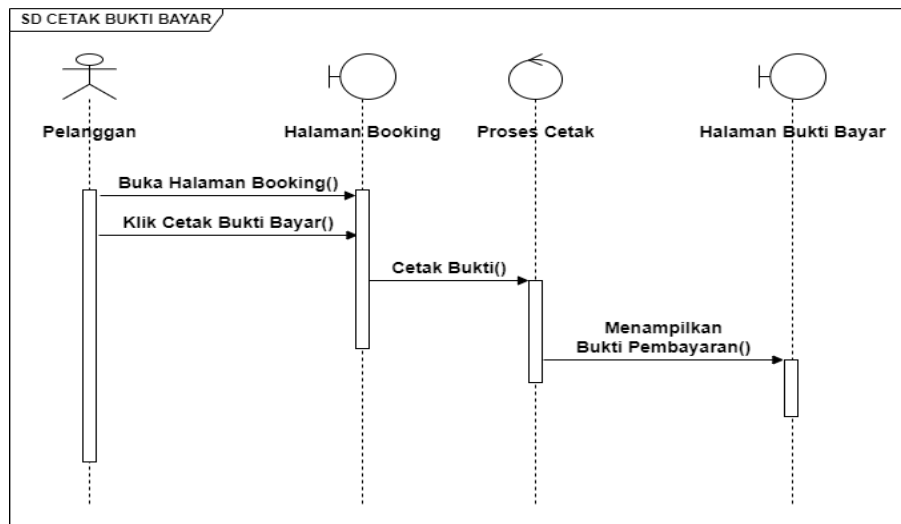 SD CETAK BUKTI BAYAR
Pelanggan
Halaman Booking
Proses Cetak
Halaman Bukti Bayar
Buka Halaman Booking()
Klik Cetak Bukti Bayar()
Cetak Bukti()
Menampilkan
Bukti Pembayaran()